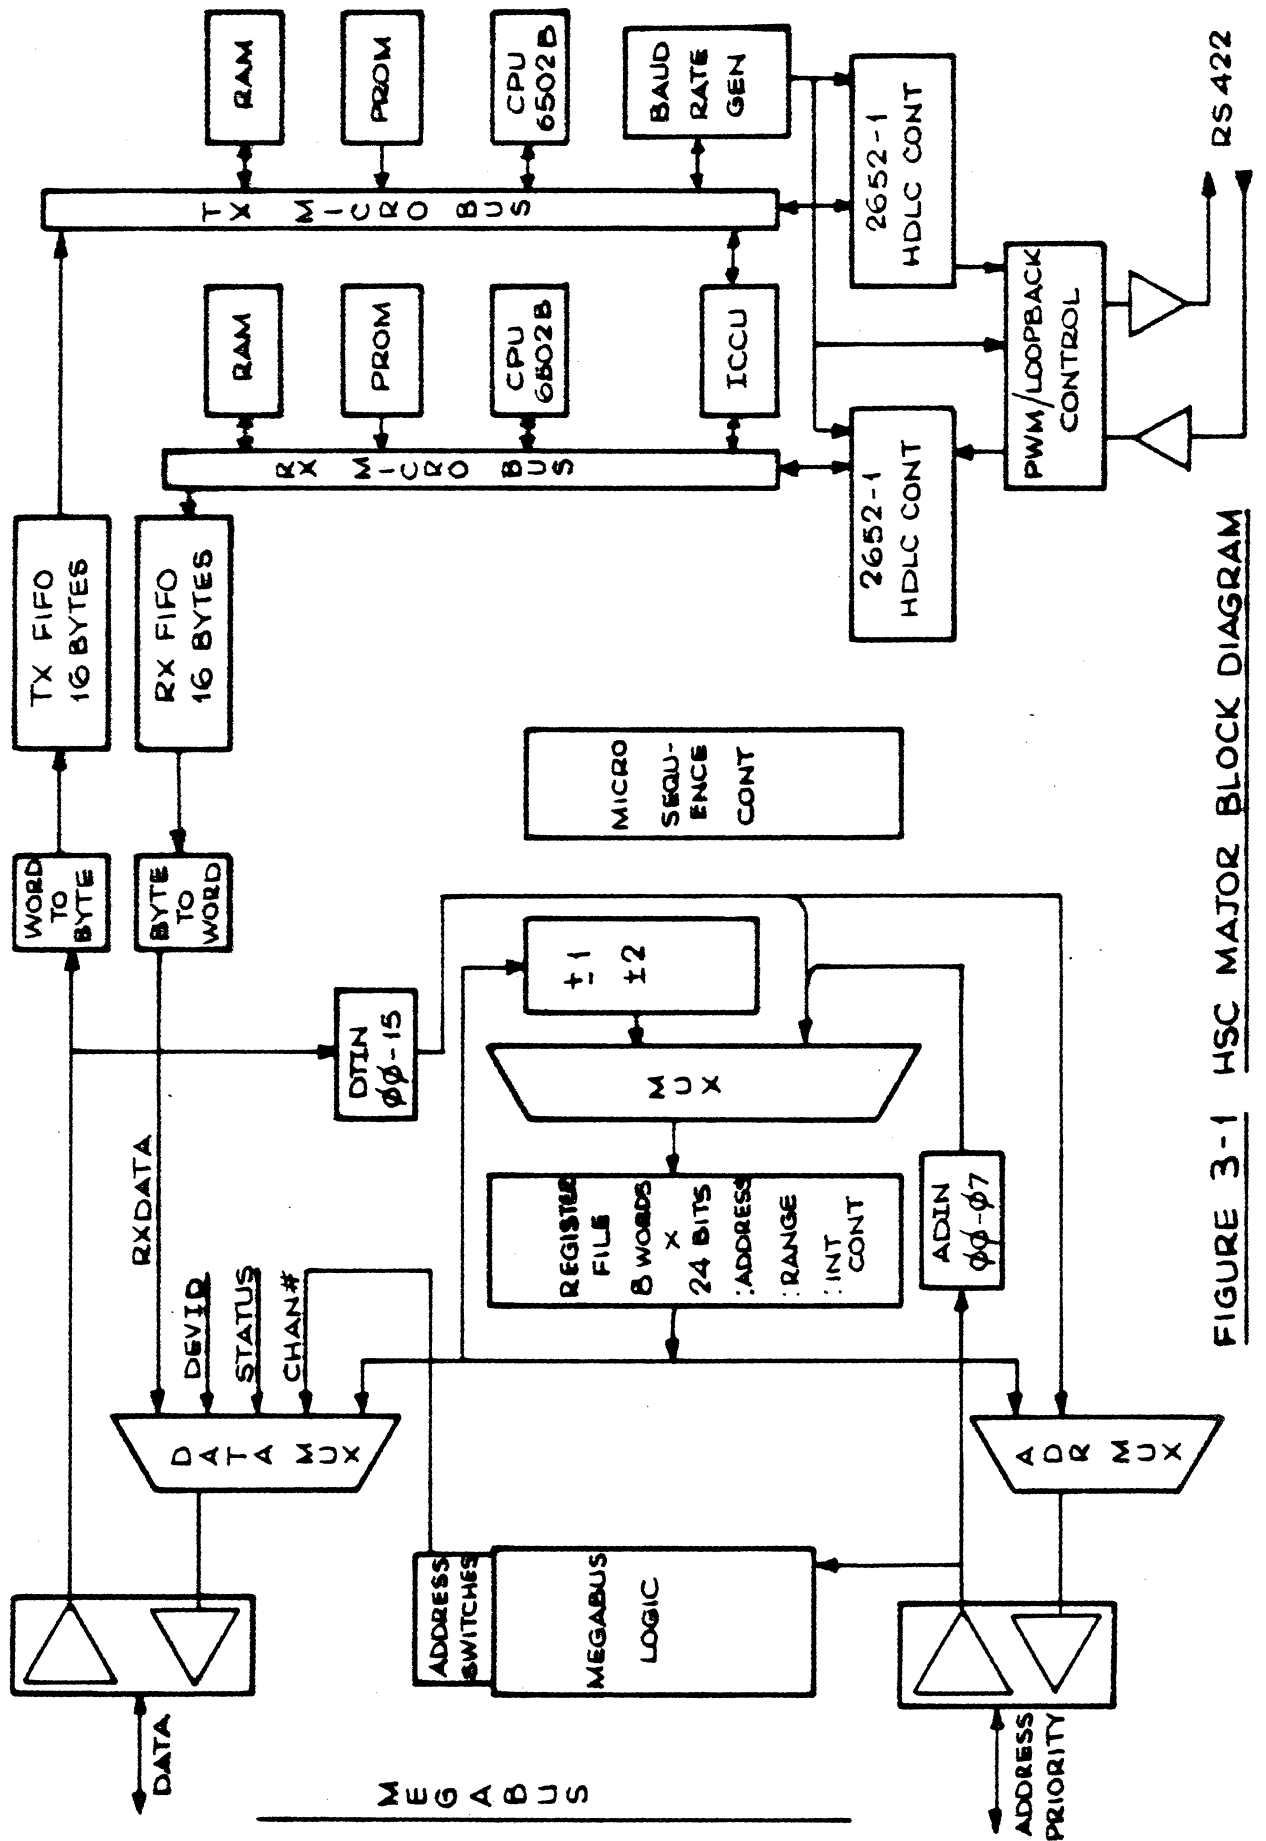 MEGABUS
DATA
ADDRESS
PRIORITY
ADDRESS
SWITCHES
MEGABUS
LOGIC
DATA MUX
ADR MUX
RXDATA
DEVID
STATUS
CHAN#
REGISTER
FILE
8 WORDS
X
24 BITS
:ADDRESS
:RANGE
:INT
CONT
ADIN
ØØ-Ø7
MUX
DTIN
ØØ-15
±1
±2
WORD
TO
BYTE
BYTE
TO
WORD
MICRO
SEQU-
ENCE
CONT
TX FIFO
16 BYTES
RX FIFO
16 BYTES
RX MICRO BUS
TX MICRO BUS
RAM
PROM
CPU
6502B
ICCU
RAM
PROM
CPU
6502B
BAUD
RATE
GEN
2652-1
HDLC CONT
2652-1
HDLC CONT
PWM/LOOPBACK
CONTROL
RS422
FIGURE 3-1 HSC MAJOR BLOCK DIAGRAM